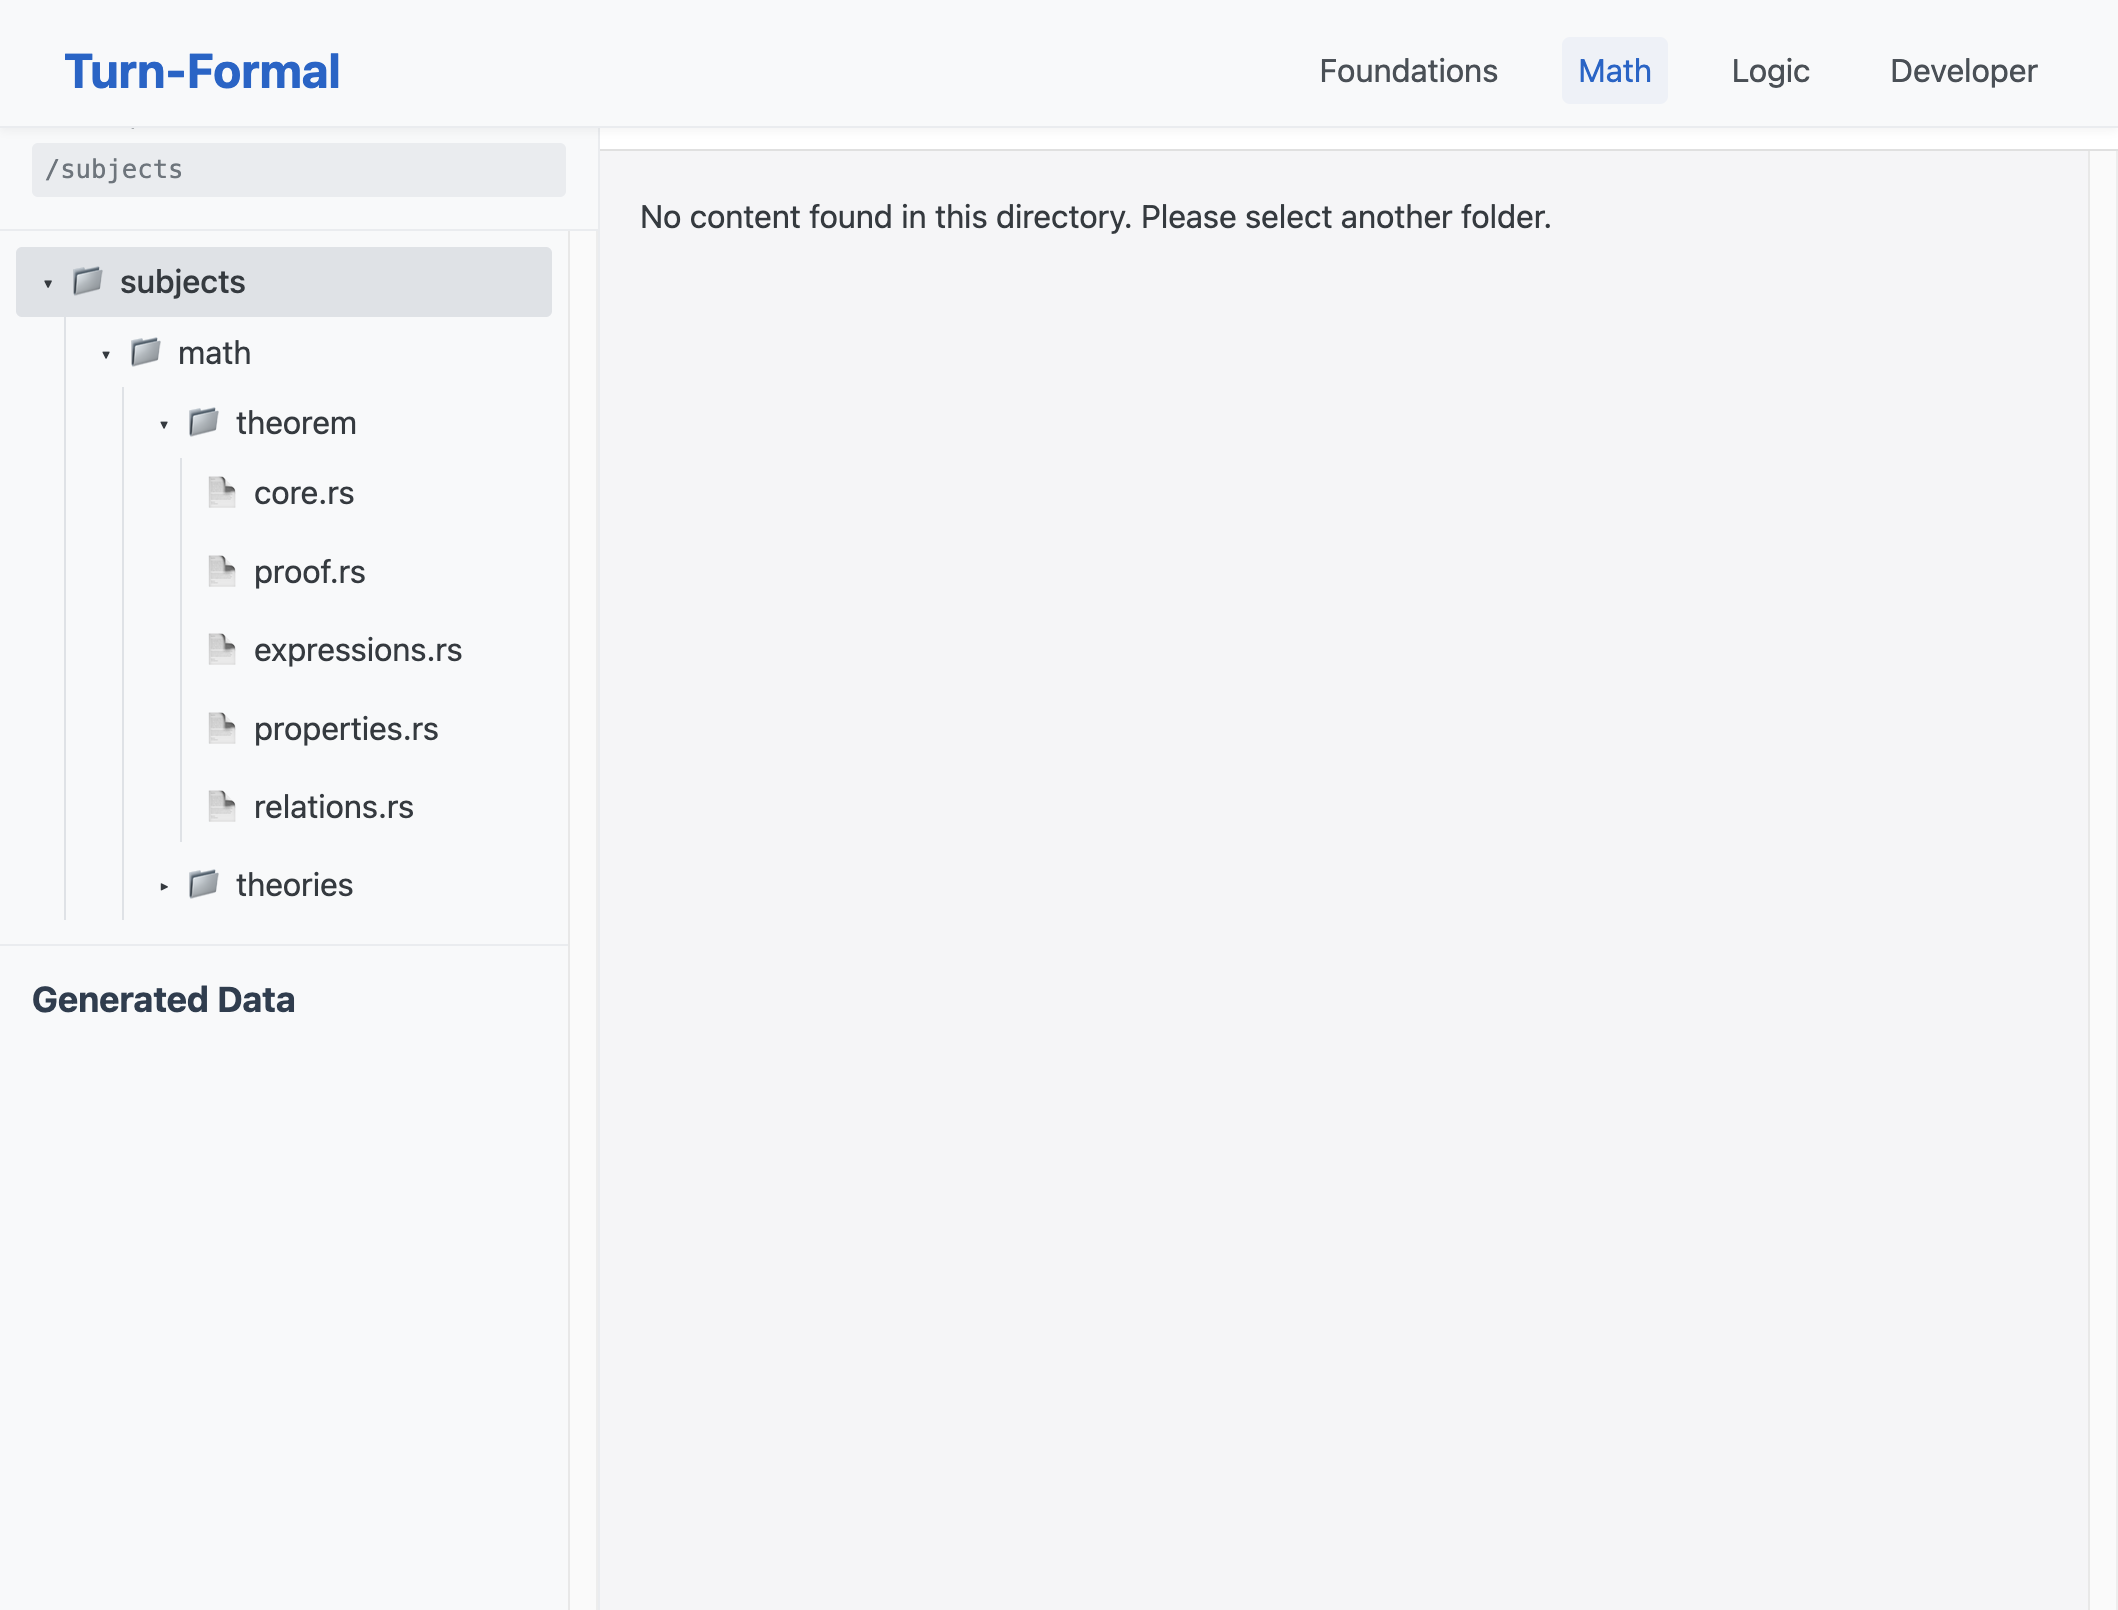 Turn-Formal
Foundations
Math
Logic
Developer
/subjects
subjects
math
theorem
core.rs
proof.rs
expressions.rs
properties.rs
relations.rs
theories
Generated Data
No content found in this directory. Please select another folder.